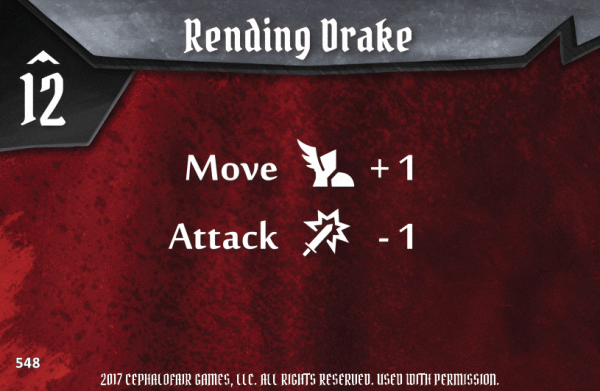 Rending Drake
12
Move + 1
Attack - 1
548
2017 CEPHALOFAIR GAMES, LLC. ALL RIGHTS RESERVED. USED WITH PERMISSION.